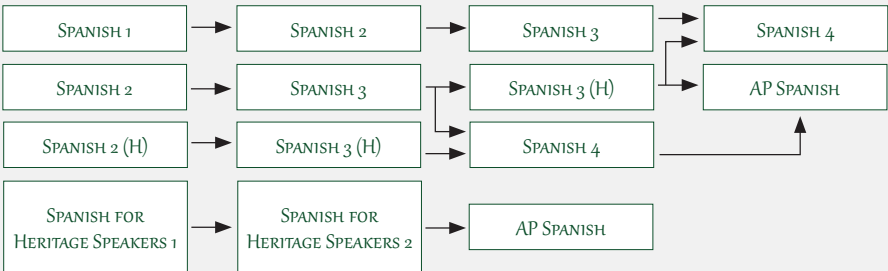 Spanish 1
Spanish 2
Spanish 3
Spanish 4
Spanish 2
Spanish 3
Spanish 3 (H)
AP Spanish
Spanish 2 (H)
Spanish 3 (H)
Spanish 4
Spanish for
Heritage Speakers 1
Spanish for
Heritage Speakers 2
AP Spanish